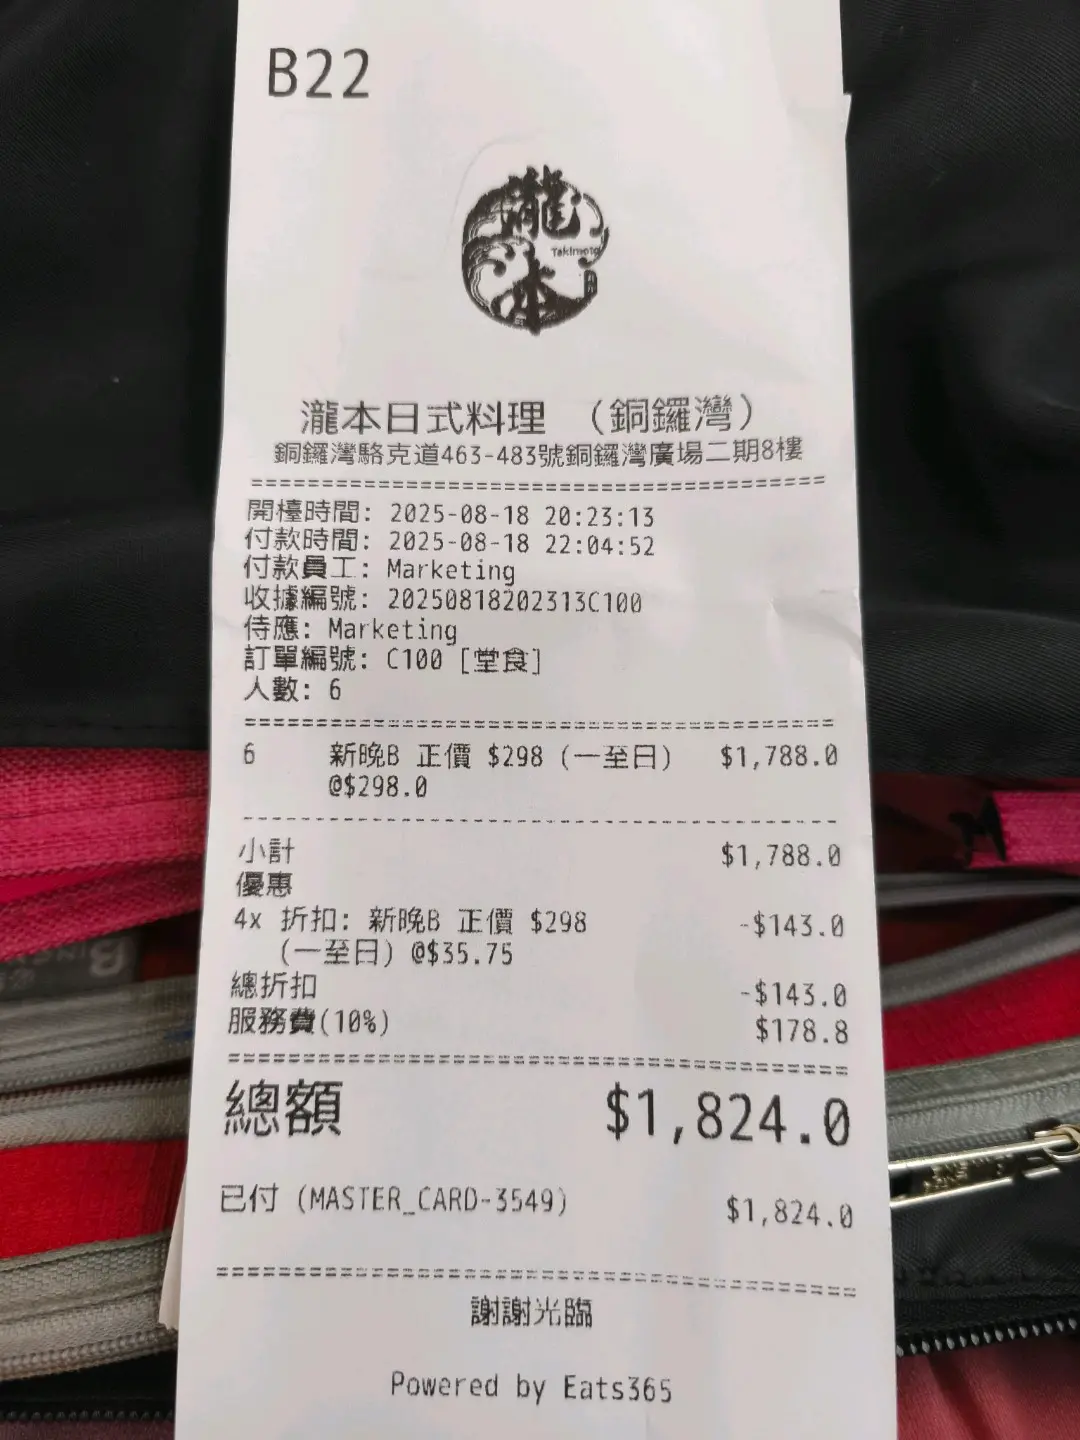 B22
瀧
Takimoto
本
瀧本日式料理 （銅鑼灣）
銅鑼灣駱克道463-483號銅鑼灣廣場二期8樓
開檯時間: 2025-08-18 20:23:13
付款時間: 2025-08-18 22:04:52
付款員工: Marketing
收據編號: 20250818202313C100
侍應: Marketing
訂單編號: C100 [堂食]
人數: 6
6 新晚B 正價 $298 (一至日) $1,788.0
@$298.0
小計 $1,788.0
優惠
4x 折扣: 新晚B 正價 $298 -$143.0
(一至日) @$35.75
總折扣 -$143.0
服務費(10%) $178.8
總額 $1,824.0
已付 (MASTER_CARD-3549) $1,824.0
謝謝光臨
Powered by Eats365